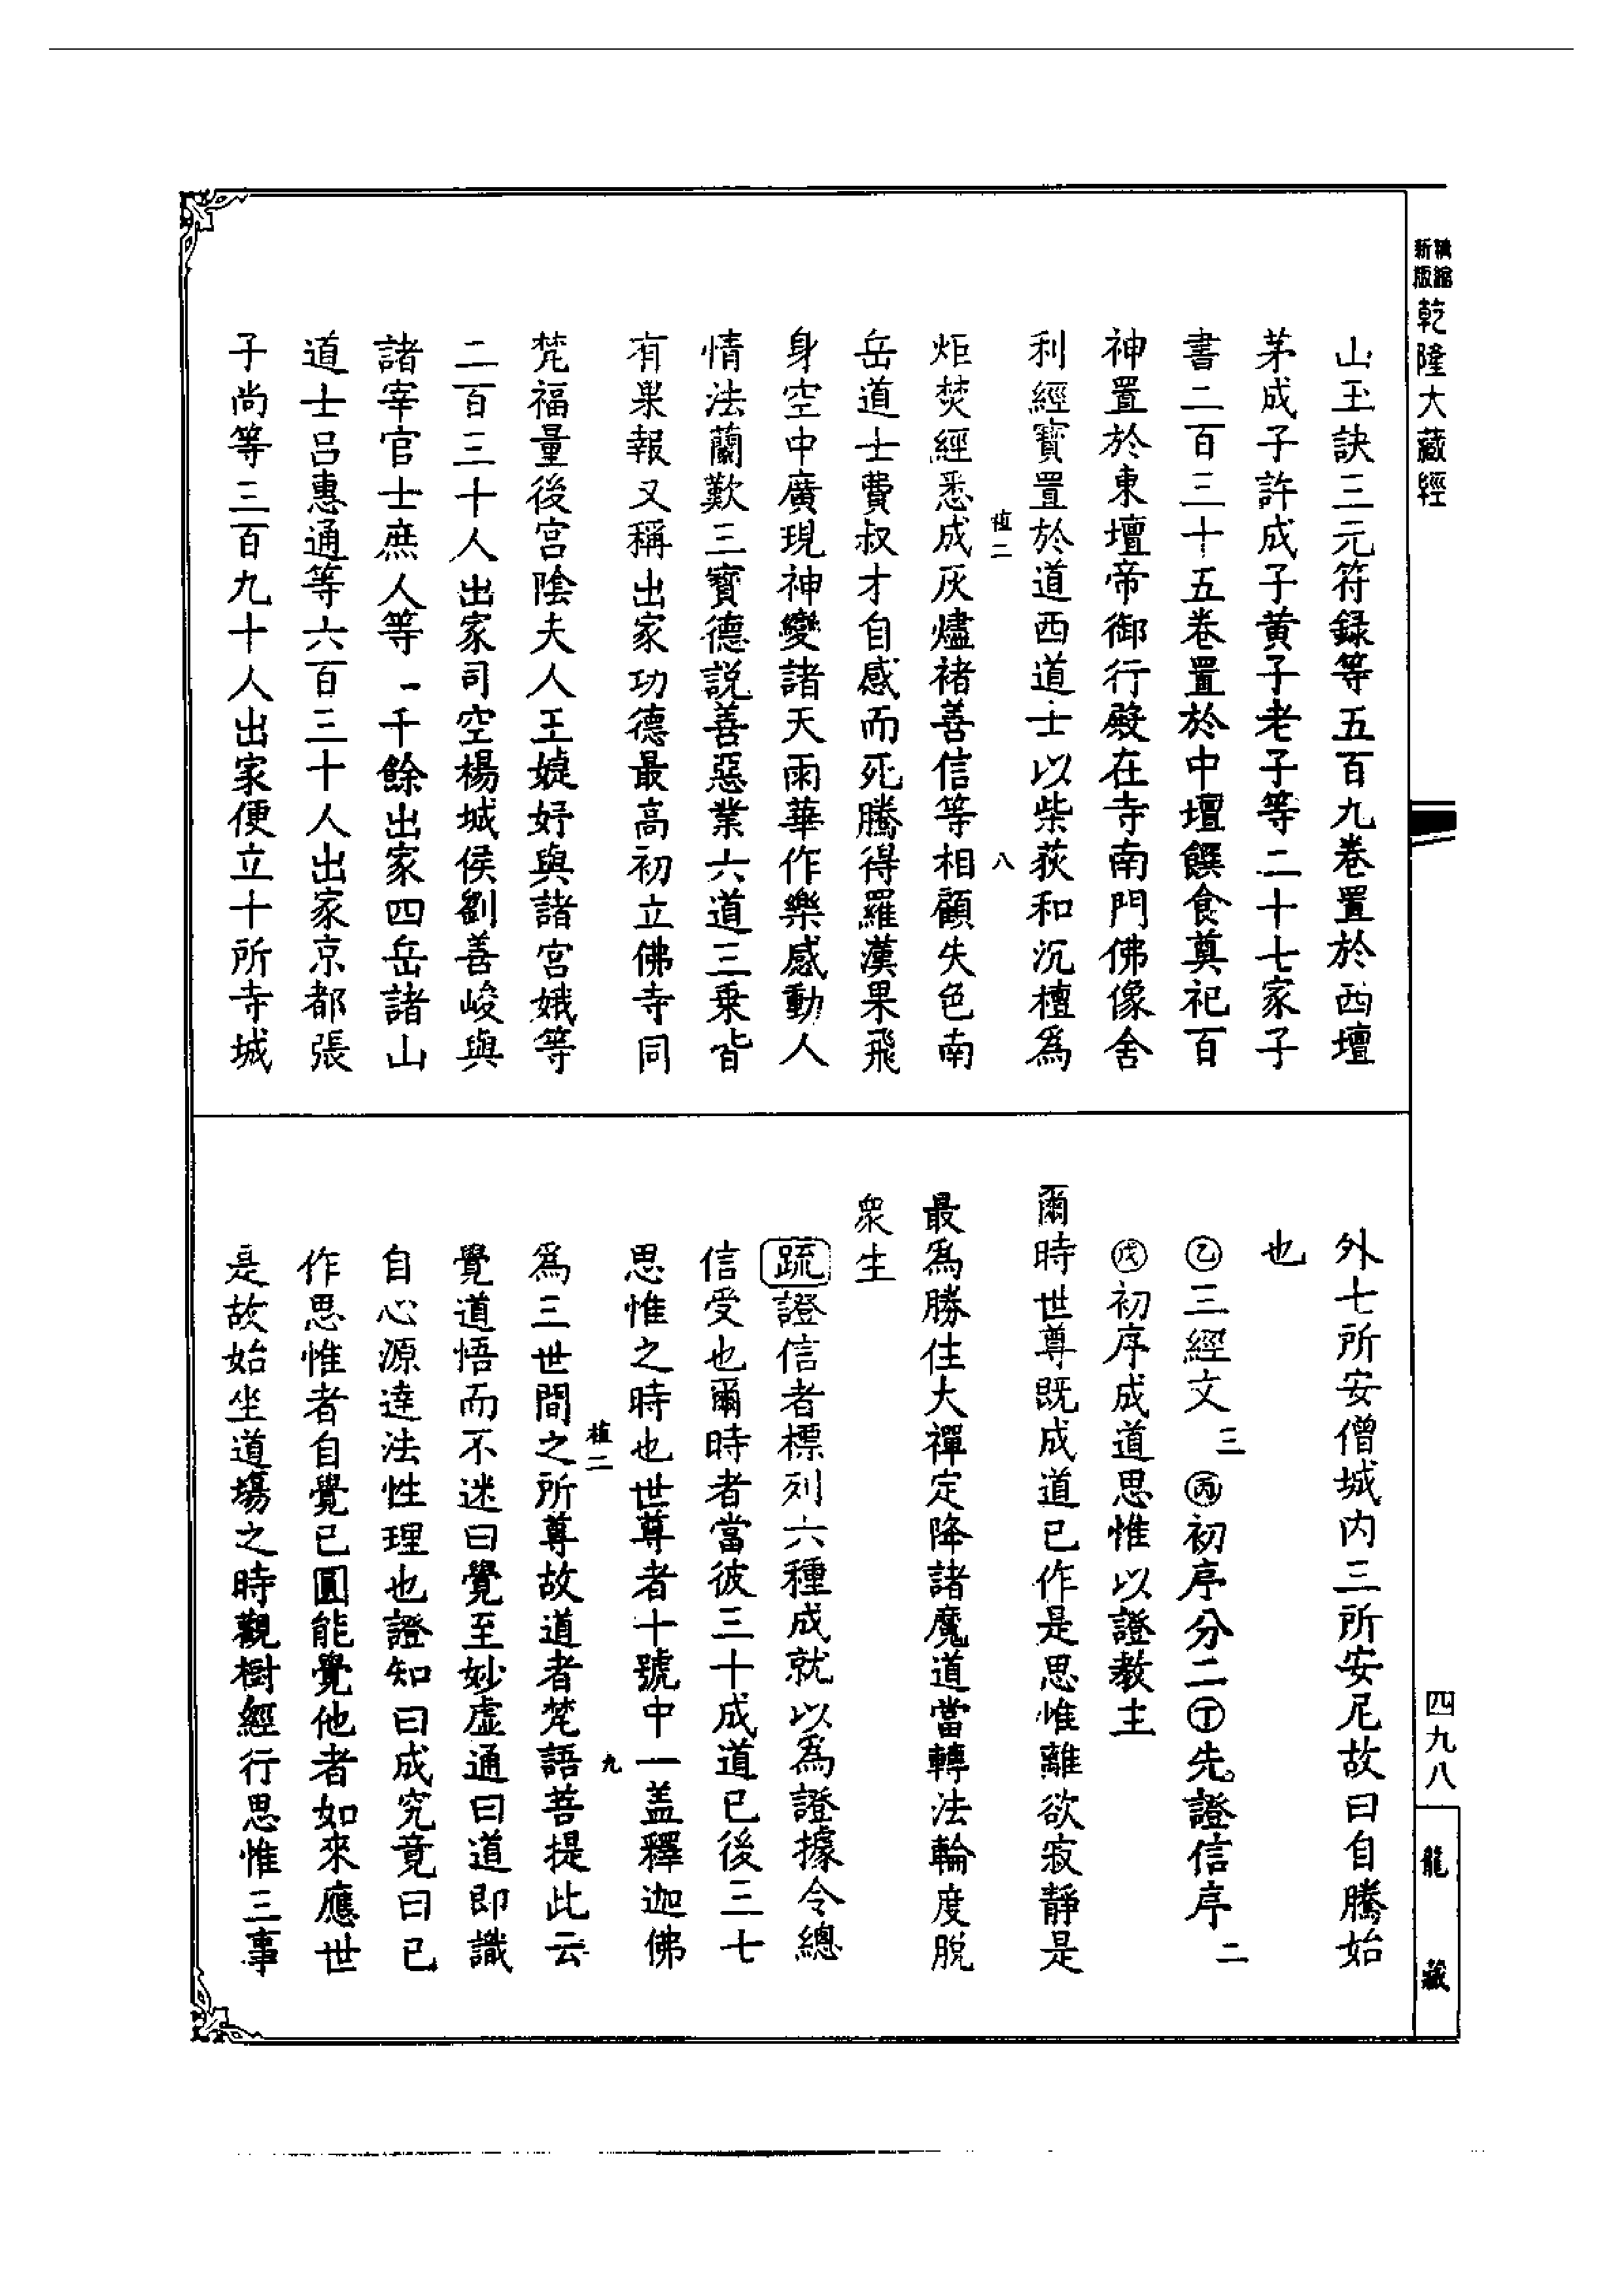 新編縮版乾隆大藏經
山玉訣三元符録等五百九卷置於西壇
茅成子許成子黄子老子等二十七家子
書二百三十五卷置於中壇饌食奠祀百
神置於東壇帝御行殿在寺南門佛像舍
利經寶置於道西道士以柴荻和沉檀爲
植二 八
炬焚經悉成灰燼褚善信等相顧失色南
岳道士費叔才自感而死騰得羅漢果飛
身空中廣現神變諸天雨華作樂感動人
情法蘭歎三寶德説善惡業六道三乗皆
有果報又稱出家功德最高初立佛寺同
梵福量後宫陰夫人王婕妤與諸宮娥等
二百三十人出家司空楊城侯劉善峻與
諸宰官士庶人等一千餘出家四岳諸山
道士吕惠通等六百三十人出家京都張
子尚等三百九十人出家便立十所寺城
外七所安僧城内三所安尼故曰自騰始
也
㊀乙三經文三 丙初序分二丁先證信序二
戊初序成道思惟以證教主
爾時世尊既成道已作是思惟離欲寂靜是
最爲勝住大禪定降諸魔道當轉法輪度脱
衆生
疏證信者標列六種成就以為證據令總
信受也爾時者當彼三十成道已後三七
思惟之時也世尊者十號中一盖釋迦佛
植二 九
爲三世間之所尊故道者梵語菩提此云
覺道悟而不迷曰覺至妙虚通曰道即識
自心源達法性理也證知曰成究竟曰已
作思惟者自覺已圓能覺他者如來應世
是故始坐道場之時觀樹經行思惟三事
四九八
龍藏